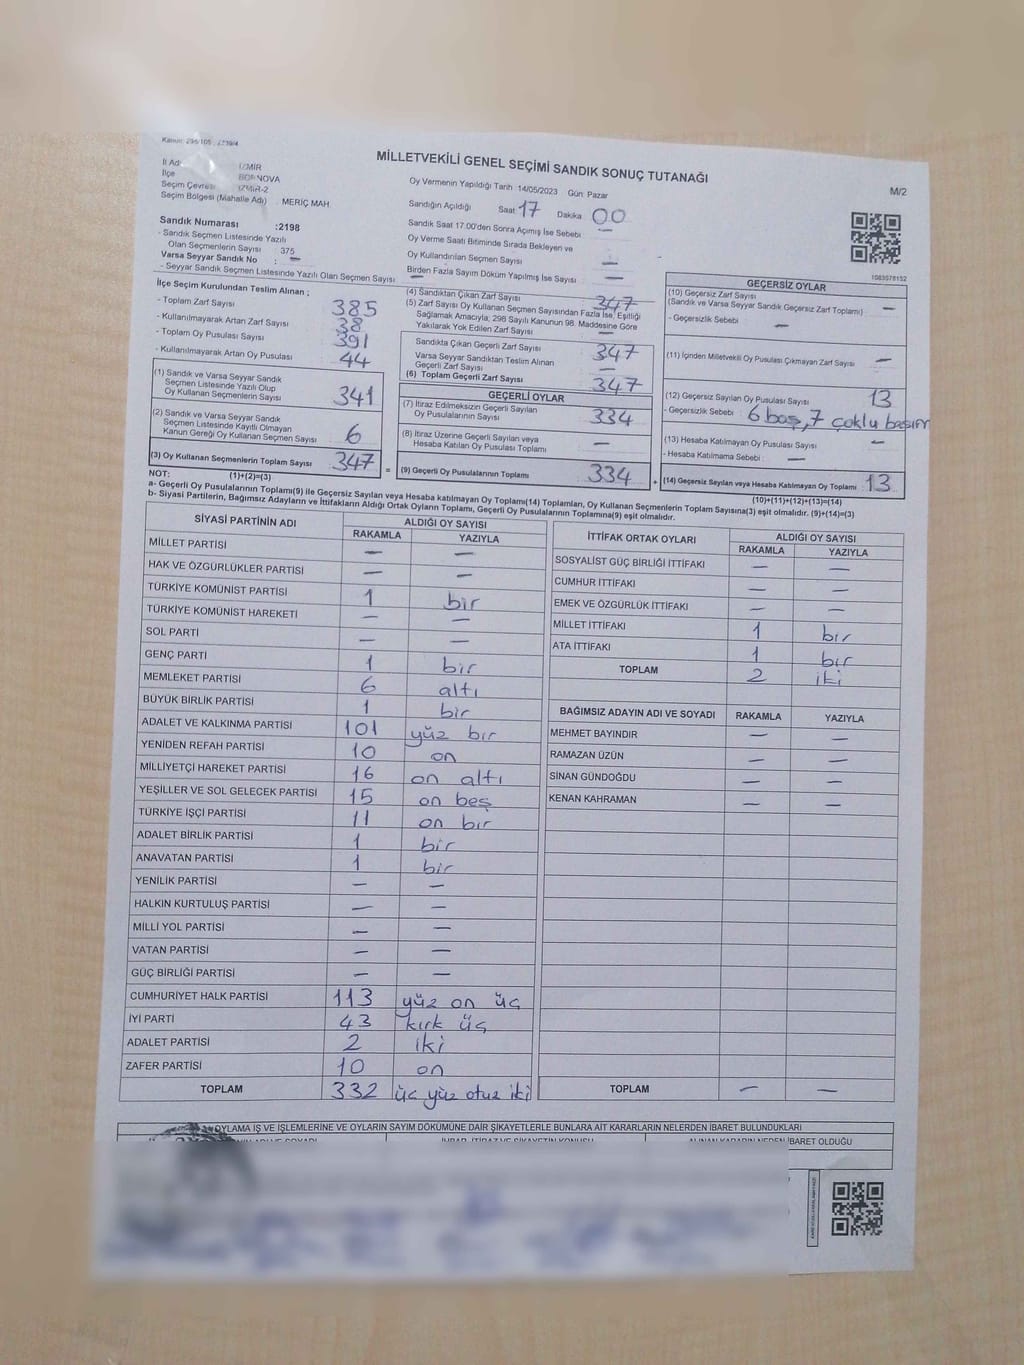 MİLLETVEKİLİ GENEL SEÇİMİ SANDIK SONUÇ TUTANAĞI
M/2
İl Adı İZMİR
İlçe BORNOVA
Seçim Çevresi İZMİR-2
Seçim Bölgesi (Mahalle Adı) : MERİÇ MAH.
Oy Vermenin Yapıldığı Tarih 14/05/2023 Gün: Pazar
Sandığın Açıldığı Saat 17 Dakika 00
Sandık Saat 17.00'den Sonra Açımış İse Sebebi —
Oy Verme Saati Bitiminde Sırada Bekleyen ve
Oy Kullandırılan Seçmen Sayısı —
Birden Fazla Sayım Döküm Yapılmış İse Sayısı —
Sandık Numarası :2198
- Sandık Seçmen Listesinde Yazılı
Olan Seçmenlerin Sayısı 375
Varsa Seyyar Sandık No : —
- Seyyar Sandık Seçmen Listesinde Yazılı Olan Seçmen Sayısı —
İlçe Seçim Kurulundan Teslim Alınan ;
- Toplam Zarf Sayısı 385
- Kullanılmayarak Artan Zarf Sayısı 38
- Toplam Oy Pusulası Sayısı 391
- Kullanılmayarak Artan Oy Pusulası 44
(1) Sandık ve Varsa Seyyar Sandık
Seçmen Listesinde Yazılı Olup
Oy Kullanan Seçmenlerin Sayısı 341
(2) Sandık ve Varsa Seyyar Sandık
Seçmen Listesinde Kayıtlı Olmayan
Kanun Gereği Oy Kullanan Seçmen Sayısı 6
(3) Oy Kullanan Seçmenlerin Toplam Sayısı 347 =
(1)+(2)=(3)
(4) Sandıktan Çıkan Zarf Sayısı 347
(5) Zarf Sayısı Oy Kullanan Seçmen Sayısından Fazla İse, Eşitliği
Sağlamak Amacıyla, 298 Sayılı Kanunun 98. Maddesine Göre
Yakılarak Yok Edilen Zarf Sayısı —
Sandıkta Çıkan Geçerli Zarf Sayısı 347
Varsa Seyyar Sandıktan Teslim Alınan
Geçerli Zarf Sayısı —
(6) Toplam Geçerli Zarf Sayısı 347
GEÇERLİ OYLAR
(7) İtiraz Edilmeksizin Geçerli Sayılan
Oy Pusulalarının Sayısı 334
(8) İtiraz Üzerine Geçerli Sayılan veya
Hesaba Katılan Oy Pusulası Toplamı —
(9) Geçerli Oy Pusulalarının Toplamı 334 +
1083078152
GEÇERSİZ OYLAR
(10) Geçersiz Zarf Sayısı
(Sandık ve Varsa Seyyar Sandık Geçersiz Zarf Toplamı) —
- Geçersizlik Sebebi : —
(11) İçinden Milletvekili Oy Pusulası Çıkmayan Zarf Sayısı —
(12) Geçersiz Sayılan Oy Pusulası Sayısı 13
- Geçersizlik Sebebi : 6 boş, 7 çoklu basım
(13) Hesaba Katılmayan Oy Pusulası Sayısı —
- Hesaba Katılmama Sebebi : —
(14) Geçersiz Sayılan veya Hesaba Katılmayan Oy Toplamı 13
(10)+(11)+(12)+(13)=(14)
NOT:
a- Geçerli Oy Pusulalarının Toplamı(9) ile Geçersiz Sayılan veya Hesaba katılmayan Oy Toplamı(14) Toplamları, Oy Kullanan Seçmenlerin Toplam Sayısına(3) eşit olmalıdır. (9)+(14)=(3)
b- Siyasi Partilerin, Bağımsız Adayların ve İttifakların Aldığı Ortak Oyların Toplamı, Geçerli Oy Pusulalarının Toplamına(9) eşit olmalıdır.
SİYASİ PARTİNİN ADI ALDIĞI OY SAYISI
RAKAMLA YAZIYLA
MİLLET PARTİSİ — —
HAK VE ÖZGÜRLÜKLER PARTİSİ — —
TÜRKİYE KOMÜNİST PARTİSİ 1 bir
TÜRKİYE KOMÜNİST HAREKETİ — —
SOL PARTİ — —
GENÇ PARTİ 1 bir
MEMLEKET PARTİSİ 6 altı
BÜYÜK BİRLİK PARTİSİ 1 bir
ADALET VE KALKINMA PARTİSİ 101 yüz bir
YENİDEN REFAH PARTİSİ 10 on
MİLLİYETÇİ HAREKET PARTİSİ 16 on altı
YEŞİLLER VE SOL GELECEK PARTİSİ 15 on beş
TÜRKİYE İŞÇİ PARTİSİ 11 on bir
ADALET BİRLİK PARTİSİ 1 bir
ANAVATAN PARTİSİ 1 bir
YENİLİK PARTİSİ — —
HALKIN KURTULUŞ PARTİSİ — —
MİLLİ YOL PARTİSİ — —
VATAN PARTİSİ — —
GÜÇ BİRLİĞİ PARTİSİ — —
CUMHURİYET HALK PARTİSİ 113 yüz on üç
İYİ PARTİ 43 kırk üç
ADALET PARTİSİ 2 iki
ZAFER PARTİSİ 10 on
TOPLAM 332 üç yüz otuz iki
İTTİFAK ORTAK OYLARI ALDIĞI OY SAYISI
RAKAMLA YAZIYLA
SOSYALİST GÜÇ BİRLİĞİ İTTİFAKI — —
CUMHUR İTTİFAKI — —
EMEK VE ÖZGÜRLÜK İTTİFAKI — —
MİLLET İTTİFAKI 1 bir
ATA İTTİFAKI 1 bir
TOPLAM 2 iki
BAĞIMSIZ ADAYIN ADI VE SOYADI RAKAMLA YAZIYLA
MEHMET BAYINDIR — —
RAMAZAN ÜZÜN — —
SİNAN GÜNDOĞDU — —
KENAN KAHRAMAN — —
TOPLAM — —
OYLAMA İŞ VE İŞLEMLERİNE VE OYLARIN SAYIM DÖKÜMÜNE DAİR ŞİKAYETLERLE BUNLARA AİT KARARLARIN NELERDEN İBARET BULUNDUKLARI
İBARET OLDUĞU